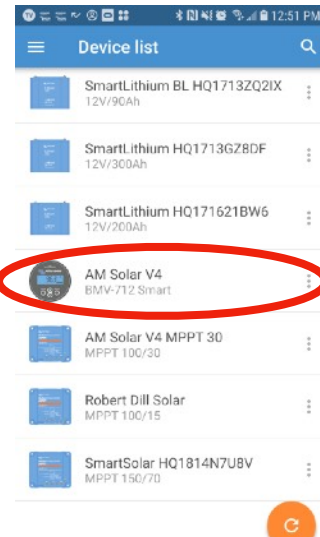 12:51 PM
Device list
SmartLithium BL HQ1713ZQ2IX
12V/90Ah
SmartLithium HQ1713GZ8DF
12V/300Ah
SmartLithium HQ171621BW6
12V/200Ah
AM Solar V4
BMV-712 Smart
AM Solar V4 MPPT 30
MPPT 100/30
Robert Dill Solar
MPPT 100/15
SmartSolar HQ1814N7U8V
MPPT 150/70